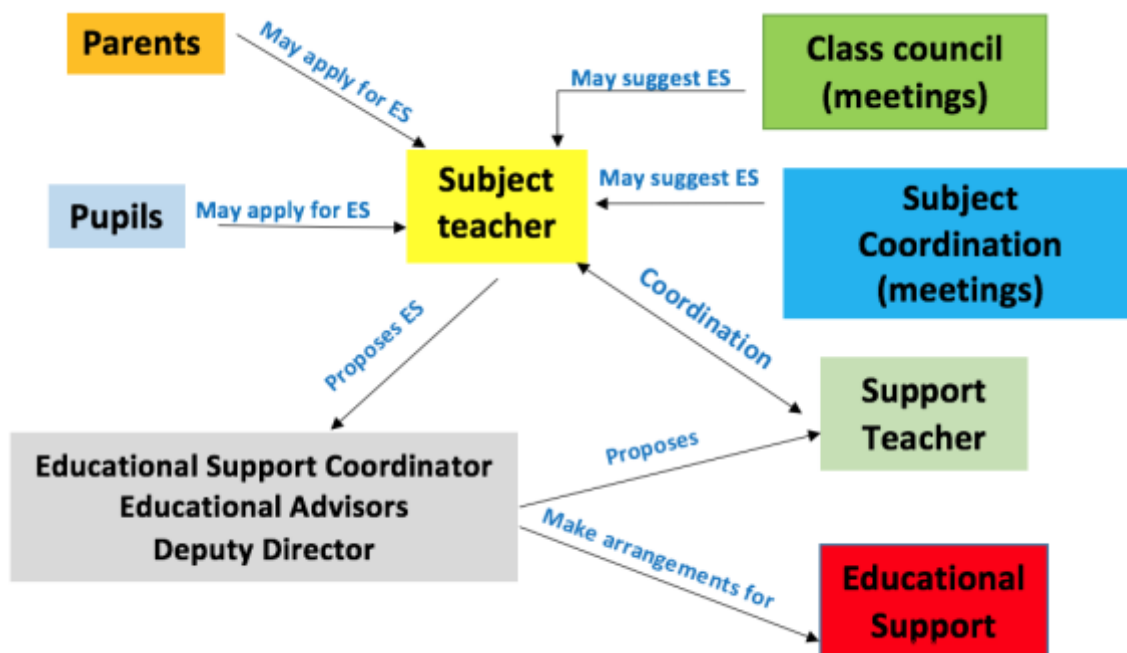 Parents
May apply for ES
May suggest ES
Class council
(meetings)
Pupils
May apply for ES
Subject
teacher
May suggest ES
Subject
Coordination
(meetings)
Proposes ES
Coordination
Support
Teacher
Educational Support Coordinator
Educational Advisors
Deputy Director
Proposes
Make arrangements for
Educational
Support